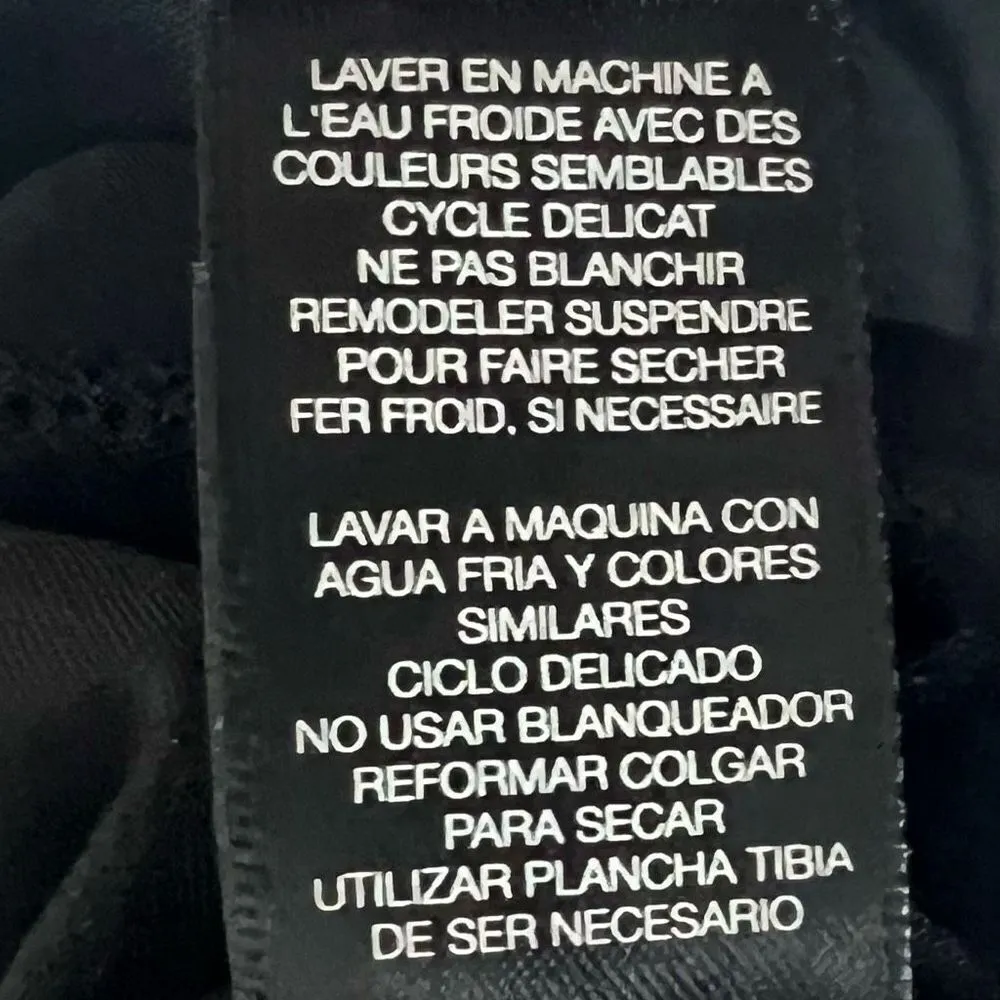 LAVER EN MACHINE A
L'EAU FROIDE AVEC DES
COULEURS SEMBLABLES
CYCLE DELICAT
NE PAS BLANCHIR
REMODELER SUSPENDRE
POUR FAIRE SECHER
FER FROID, SI NECESSAIRE
LAVAR A MAQUINA CON
AGUA FRIA Y COLORES
SIMILARES
CICLO DELICADO
NO USAR BLANQUEADOR
REFORMAR COLGAR
PARA SECAR
UTILIZAR PLANCHA TIBIA
DE SER NECESARIO